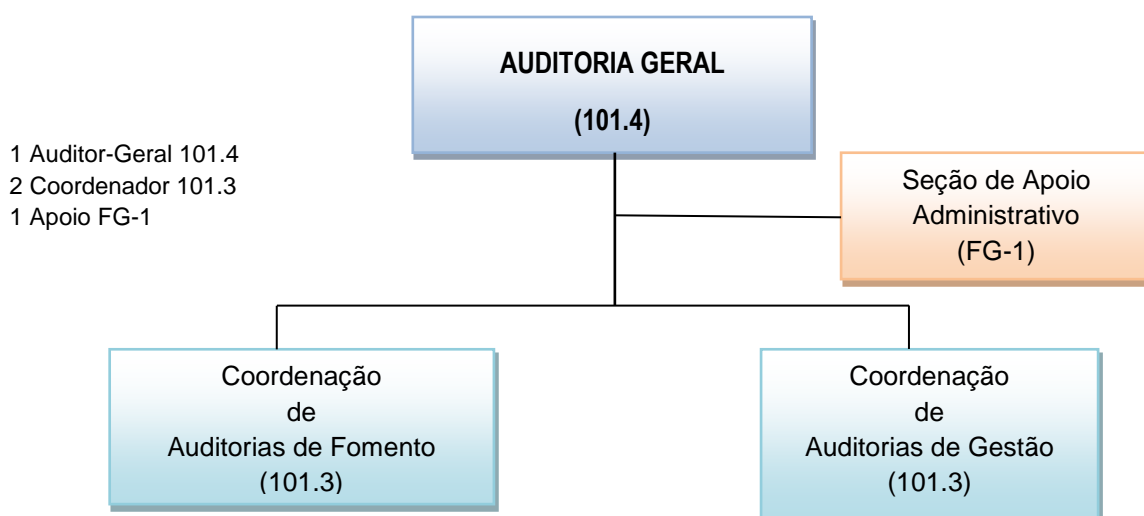 AUDITORIA GERAL
(101.4)
1 Auditor-Geral 101.4
2 Coordenador 101.3
1 Apoio FG-1
Seção de Apoio
Administrativo
(FG-1)
Coordenação
de
Auditorias de Fomento
(101.3)
Coordenação
de
Auditorias de Gestão
(101.3)